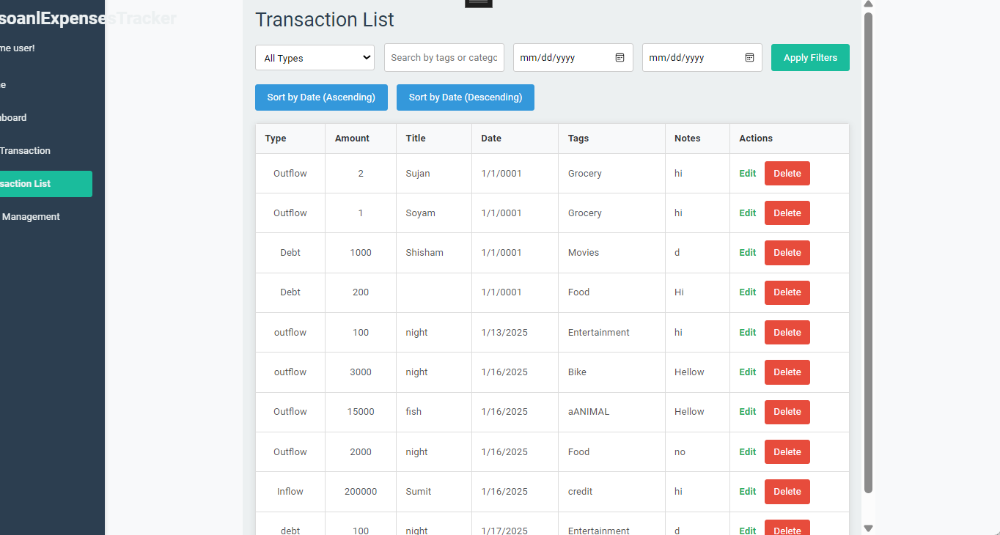 soanlExpensesTracker
me user!
e
hboard
Transaction
saction List
Management
Transaction List
All Types
Search by tags or catego
mm/dd/yyyy
mm/dd/yyyy
Apply Filters
Sort by Date (Ascending)
Sort by Date (Descending)
Type Amount Title Date Tags Notes Actions
Outflow 2 Sujan 1/1/0001 Grocery hi Edit Delete
Outflow 1 Soyam 1/1/0001 Grocery hi Edit Delete
Debt 1000 Shisham 1/1/0001 Movies d Edit Delete
Debt 200 1/1/0001 Food Hi Edit Delete
outflow 100 night 1/13/2025 Entertainment hi Edit Delete
outflow 3000 night 1/16/2025 Bike Hellow Edit Delete
Outflow 15000 fish 1/16/2025 aANIMAL Hellow Edit Delete
Outflow 2000 night 1/16/2025 Food no Edit Delete
Inflow 200000 Sumit 1/16/2025 credit hi Edit Delete
debt 100 night 1/17/2025 Entertainment d Edit Delete